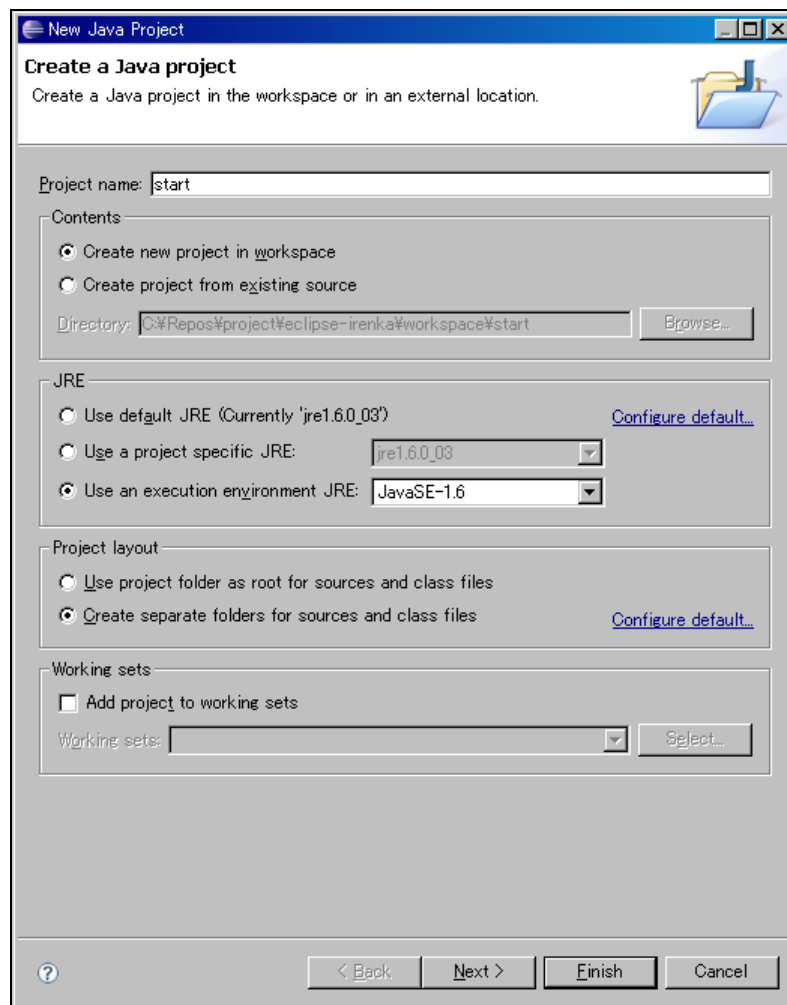 New Java Project
Create a Java project
Create a Java project in the workspace or in an external location.
Project name: start
Contents
Create new project in workspace
Create project from existing source
Directory: C:¥Repos¥project¥eclipse-irenka¥workspace¥start Browse...
JRE
Use default JRE (Currently 'jre1.6.0_03') Configure default...
Use a project specific JRE: jre1.6.0_03
Use an execution environment JRE: JavaSE-1.6
Project layout
Use project folder as root for sources and class files
Create separate folders for sources and class files Configure default...
Working sets
Add project to working sets
Working sets: Select...
? < Back Next > Finish Cancel